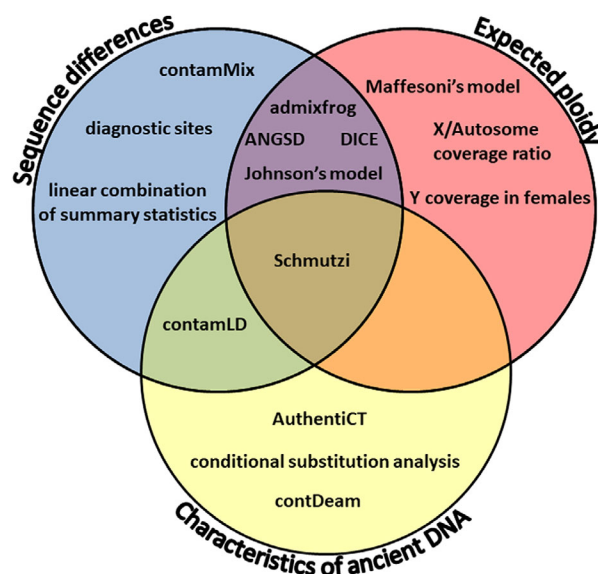 Sequence differences
Expected ploidy
contamMix
diagnostic sites
linear combination
of summary statistics
admixfrog
ANGSD DICE
Johnson's model
Maffesoni's model
X/Autosome
coverage ratio
Y coverage in females
Schmutzi
contamLD
AuthentiCT
conditional substitution analysis
contDeam
Characteristics of ancient DNA